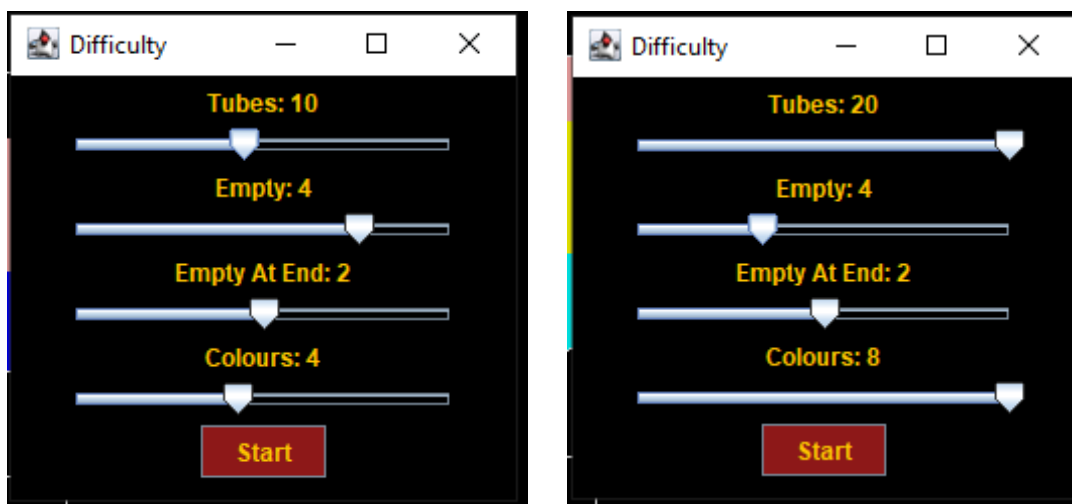 Difficulty
Tubes: 10
Empty: 4
Empty At End: 2
Colours: 4
Start
Difficulty
Tubes: 20
Empty: 4
Empty At End: 2
Colours: 8
Start